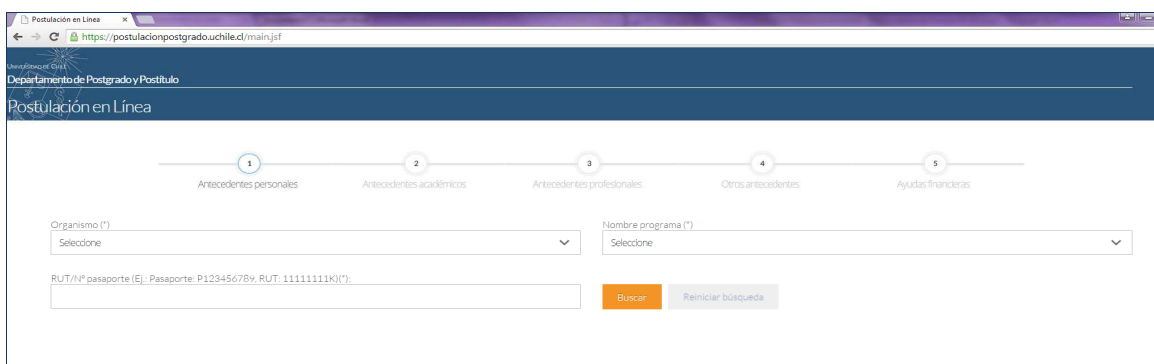 Postulación en Línea
https://postulacionpostgrado.uchile.cl/main.jsf
UNIVERSIDAD DE CHILE
Departamento de Postgrado y Postítulo
Postulación en Línea
1 2 3 4 5
Antecedentes personales Antecedentes académicos Antecedentes profesionales Otros antecedentes Ayudas financieras
Organismo (*) Nombre programa (*)
Seleccione Seleccione
RUT/Nº pasaporte (Ej.: Pasaporte: P123456789, RUT: 11111111K)(*):
Buscar Reiniciar búsqueda